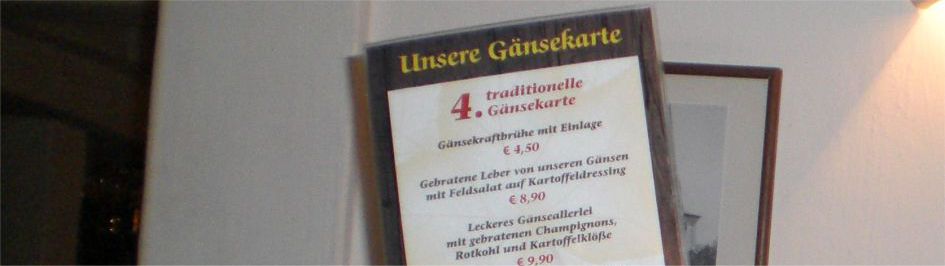 Unsere Gänsekarte
4. traditionelle
Gänsekarte
Gänsekraftbrühe mit Einlage
€ 4,50
Gebratene Leber von unseren Gänsen
mit Feldsalat auf Kartoffeldressing
€ 8,90
Leckeres Gänseallerlei
mit gebratenen Champignons,
Rotkohl und Kartoffelklöße
€ 9,90